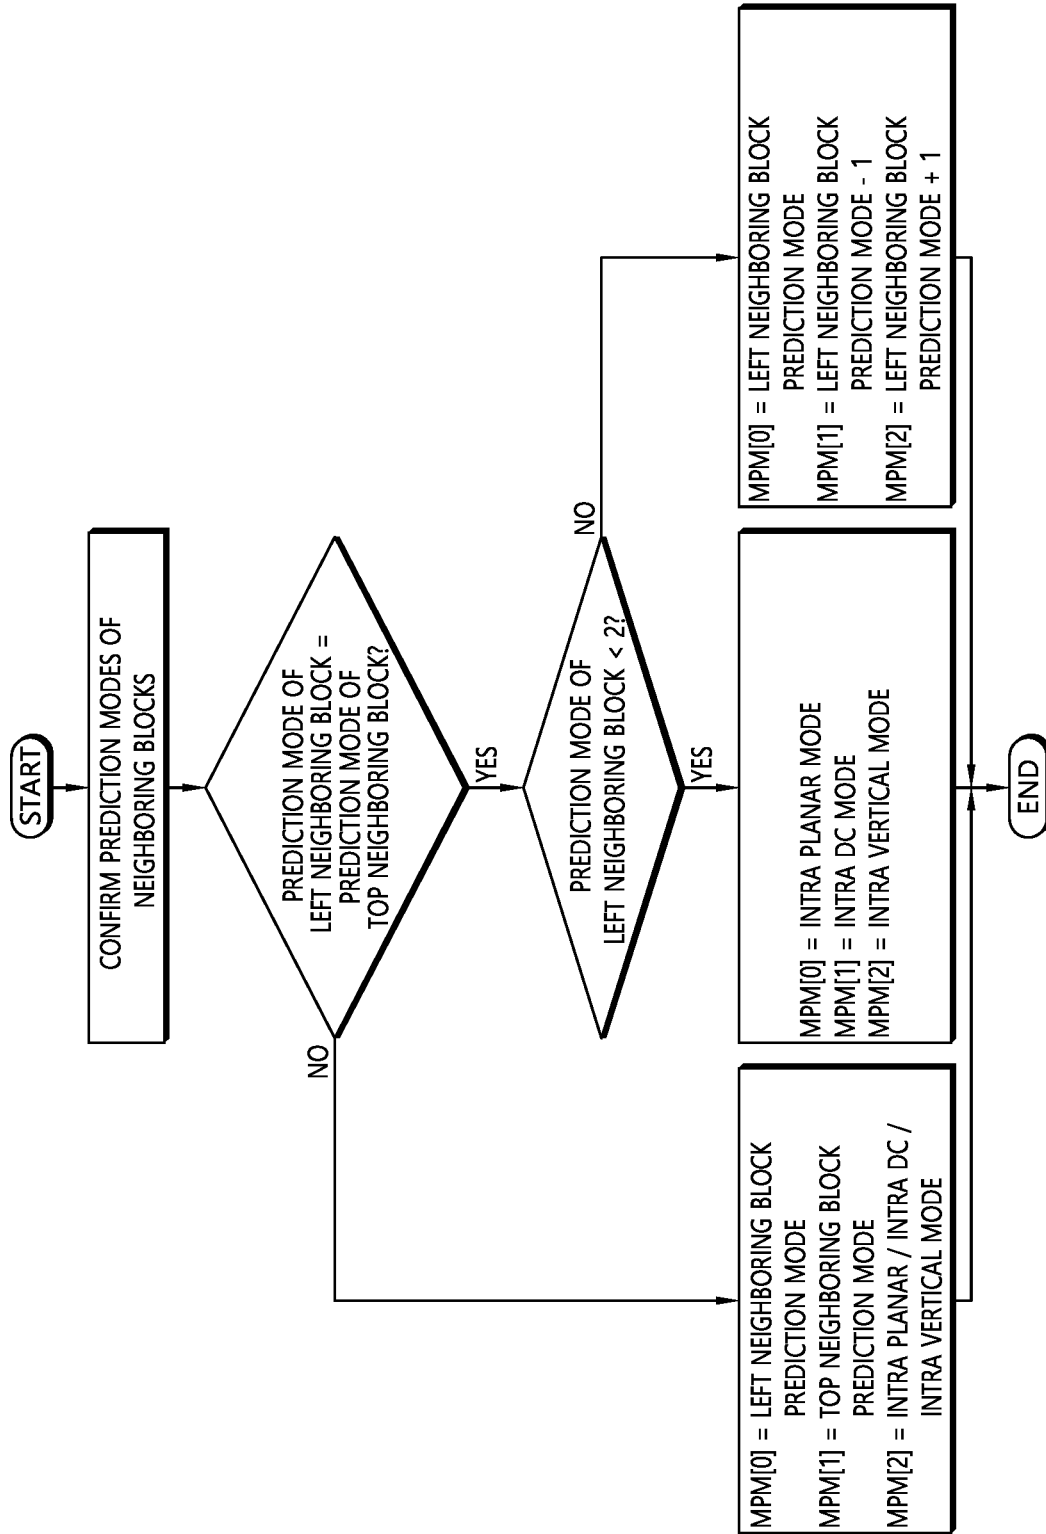 START
CONFIRM PREDICTION MODES OF
NEIGHBORING BLOCKS
PREDICTION MODE OF
LEFT NEIGHBORING BLOCK =
PREDICTION MODE OF
TOP NEIGHBORING BLOCK?
NO
YES
PREDICTION MODE OF
LEFT NEIGHBORING BLOCK < 2?
NO
YES
MPM[0] = LEFT NEIGHBORING BLOCK
PREDICTION MODE
MPM[1] = TOP NEIGHBORING BLOCK
PREDICTION MODE
MPM[2] = INTRA PLANAR / INTRA DC /
INTRA VERTICAL MODE
MPM[0] = INTRA PLANAR MODE
MPM[1] = INTRA DC MODE
MPM[2] = INTRA VERTICAL MODE
MPM[0] = LEFT NEIGHBORING BLOCK
PREDICTION MODE
MPM[1] = LEFT NEIGHBORING BLOCK
PREDICTION MODE - 1
MPM[2] = LEFT NEIGHBORING BLOCK
PREDICTION MODE + 1
END